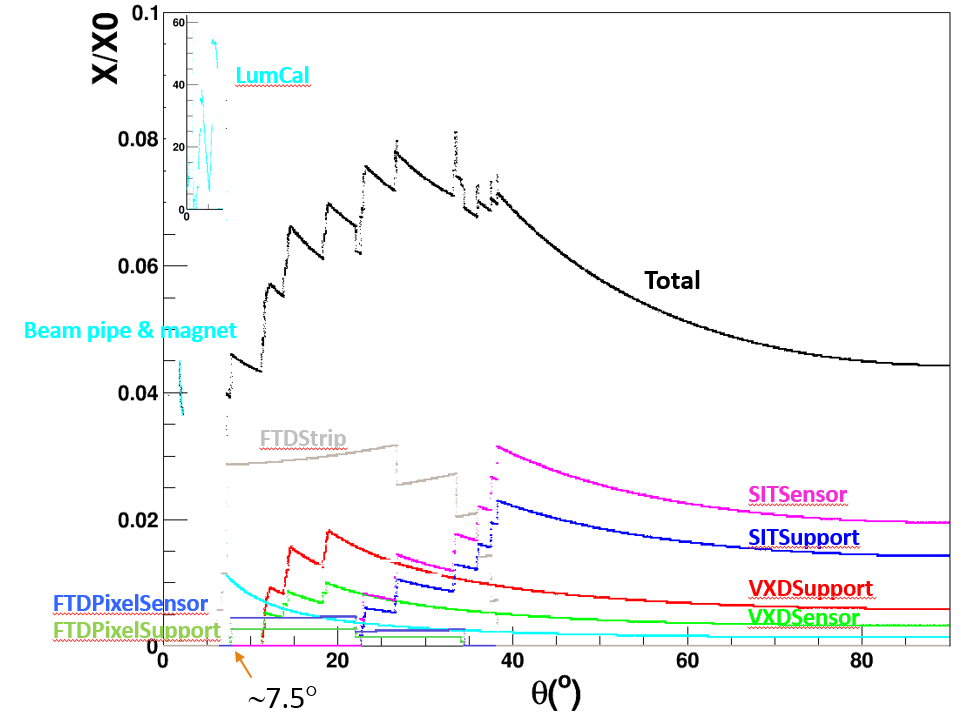 0.1
X/X0
60
LumCal
40
20
0
0
0.08
0.06
Total
Beam pipe & magnet
0.04
FTDStrip
SITSensor
0.02
SITSupport
VXDSupport
FTDPixelSensor
VXDSensor
FTDPixelSupport
0
0
20
40
60
80
~7.5°
θ(°)